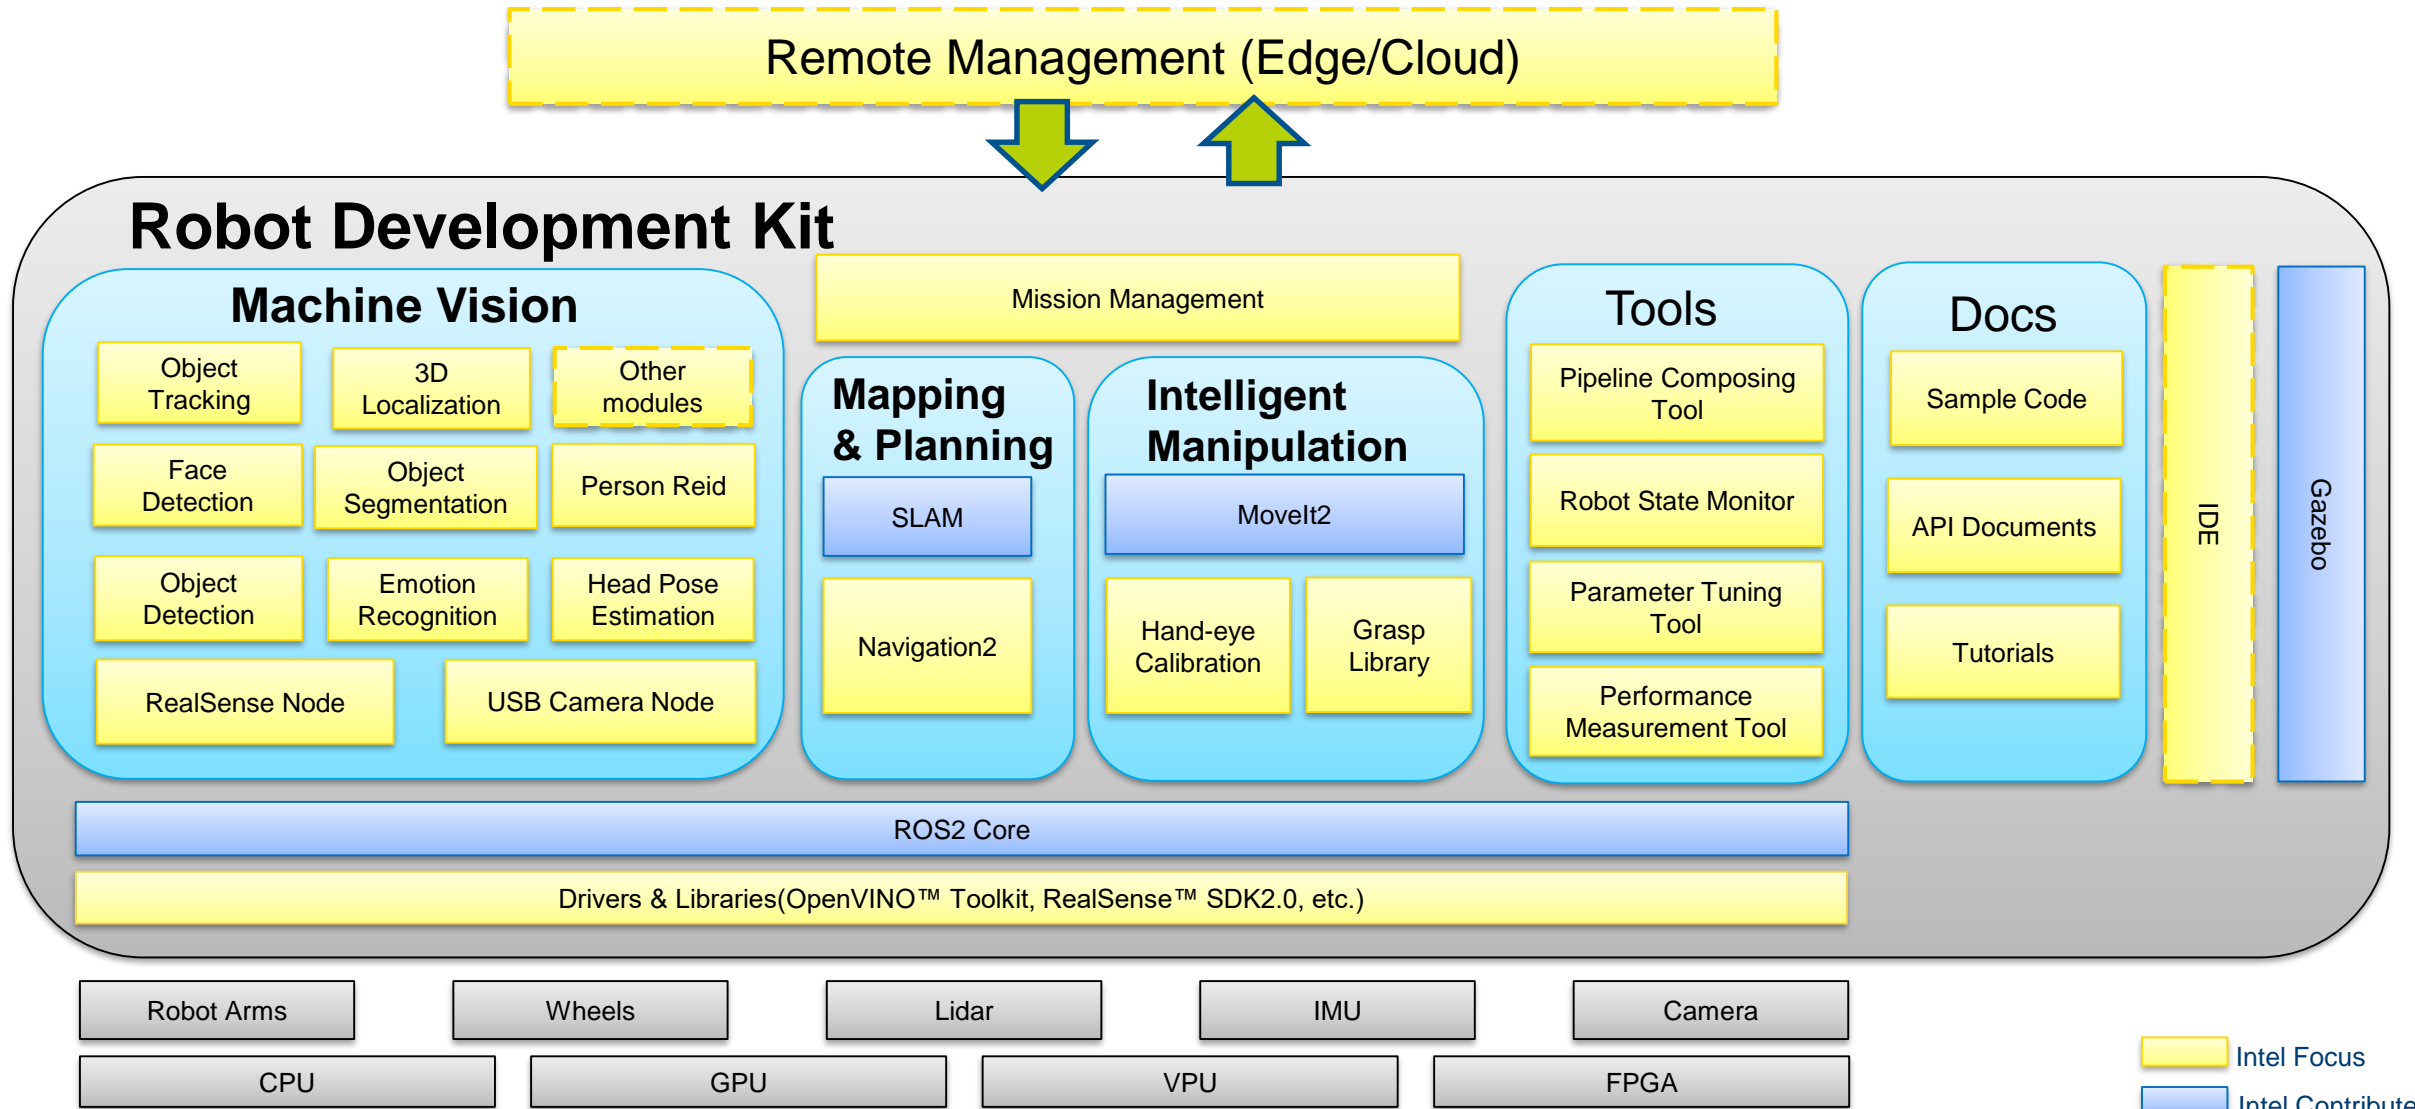 Remote Management (Edge/Cloud)
Robot Development Kit
Machine Vision
Object
Tracking
3D
Localization
Other
modules
Face
Detection
Object
Segmentation
Person Reid
Object
Detection
Emotion
Recognition
Head Pose
Estimation
RealSense Node
USB Camera Node
Mission Management
Mapping
& Planning
SLAM
Navigation2
Intelligent
Manipulation
MoveIt2
Hand-eye
Calibration
Grasp
Library
Tools
Pipeline Composing
Tool
Robot State Monitor
Parameter Tuning
Tool
Performance
Measurement Tool
Docs
Sample Code
API Documents
Tutorials
IDE
Gazebo
ROS2 Core
Drivers & Libraries(OpenVINO™ Toolkit, RealSense™ SDK2.0, etc.)
Robot Arms
Wheels
Lidar
IMU
Camera
CPU
GPU
VPU
FPGA
Intel Focus
Intel Contribute